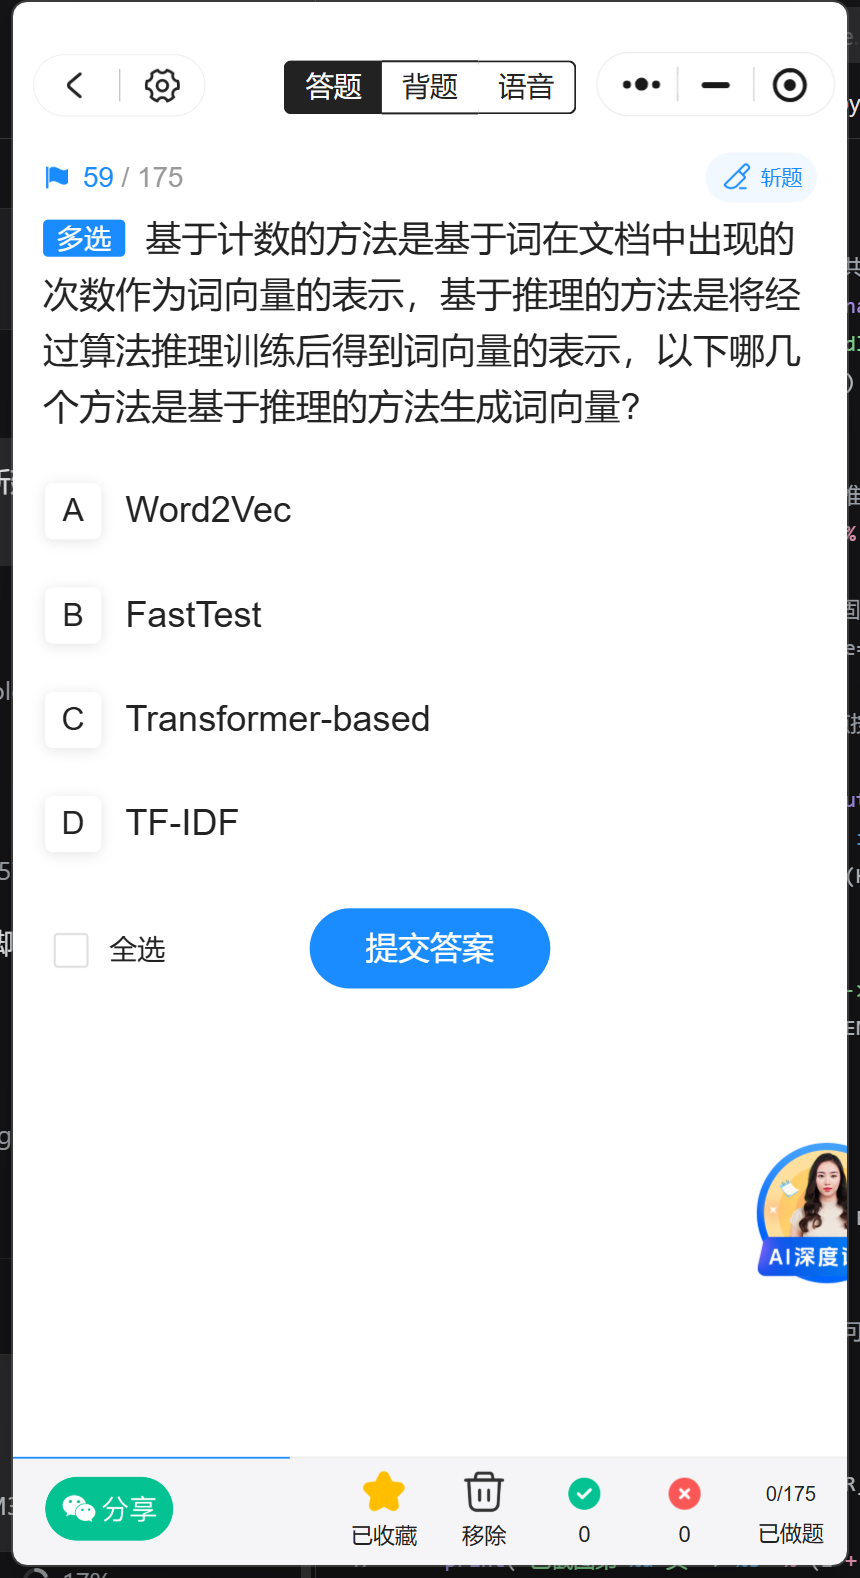 答题 背题 语音
59 / 175
斩题
多选 基于计数的方法是基于词在文档中出现的
次数作为词向量的表示，基于推理的方法是将经
过算法推理训练后得到词向量的表示，以下哪几
个方法是基于推理的方法生成词向量?
A Word2Vec
B FastTest
C Transformer-based
D TF-IDF
全选
提交答案
AI深度
分享
已收藏
移除
0
0
0/175
已做题
17%